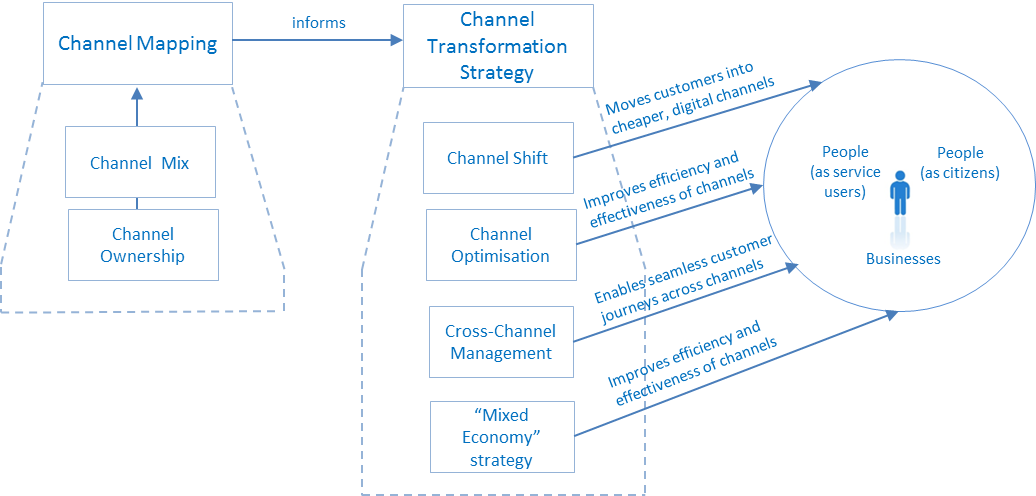 Channel Mapping
informs
Channel
Transformation
Strategy
Channel  Mix
Channel
Ownership
Channel Shift
Channel
Optimisation
Cross-Channel
Management
“Mixed
Economy”
strategy
Moves customers into
cheaper, digital channels
Improves efficiency and
effectiveness of channels
Enables seamless customer
journeys across channels
Improves efficiency and
effectiveness of channels
People
(as service
users)
People
(as citizens)
Businesses